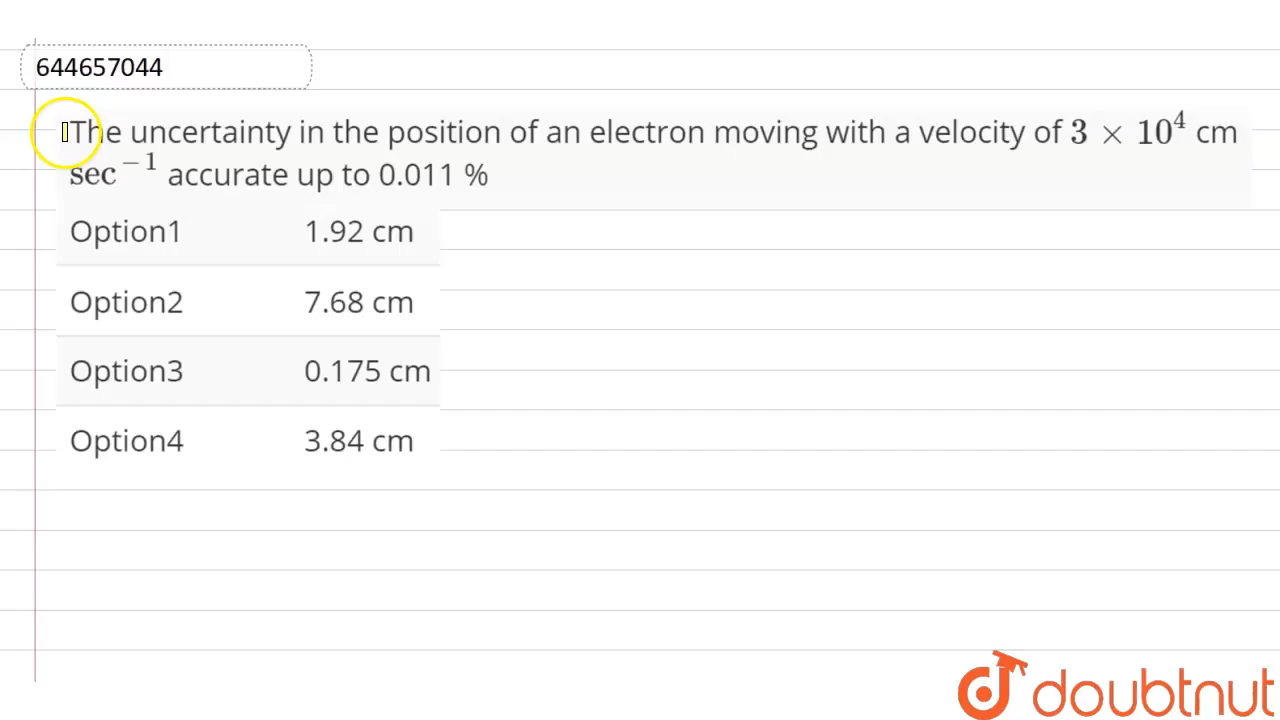 644657044
The uncertainty in the position of an electron moving with a velocity of 3 × 10⁴ cm
sec⁻¹ accurate up to 0.011 %
Option1 1.92 cm
Option2 7.68 cm
Option3 0.175 cm
Option4 3.84 cm
doubtnut